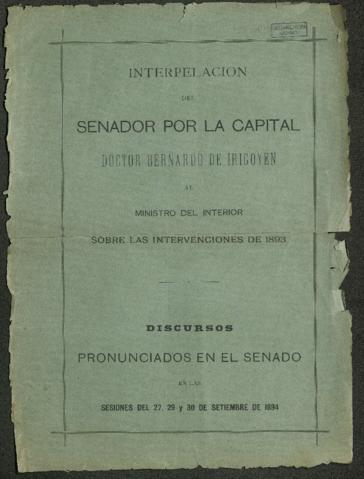 INTERPELACION
DEL
SENADOR POR LA CAPITAL
DOCTOR BERNARDO DE IRIGOYEN
AL
MINISTRO DEL INTERIOR
SOBRE LAS INTERVENCIONES DE 1893
DISCURSOS
PRONUNCIADOS EN EL SENADO
EN LAS
SESIONES DEL 27, 29 y 30 DE SETIEMBRE DE 1894